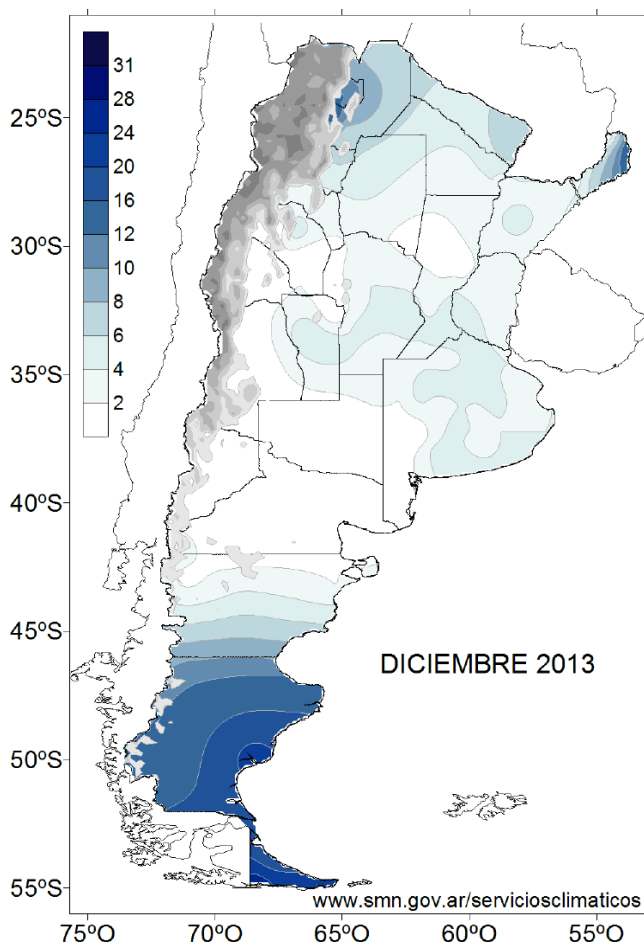 31
28
24
20
16
12
10
8
6
4
2
25ºS
30ºS
35ºS
40ºS
45ºS
50ºS
55ºS
DICIEMBRE 2013
www.smn.gov.ar/serviciosclimaticos
75ºO 70ºO 65ºO 60ºO 55ºO